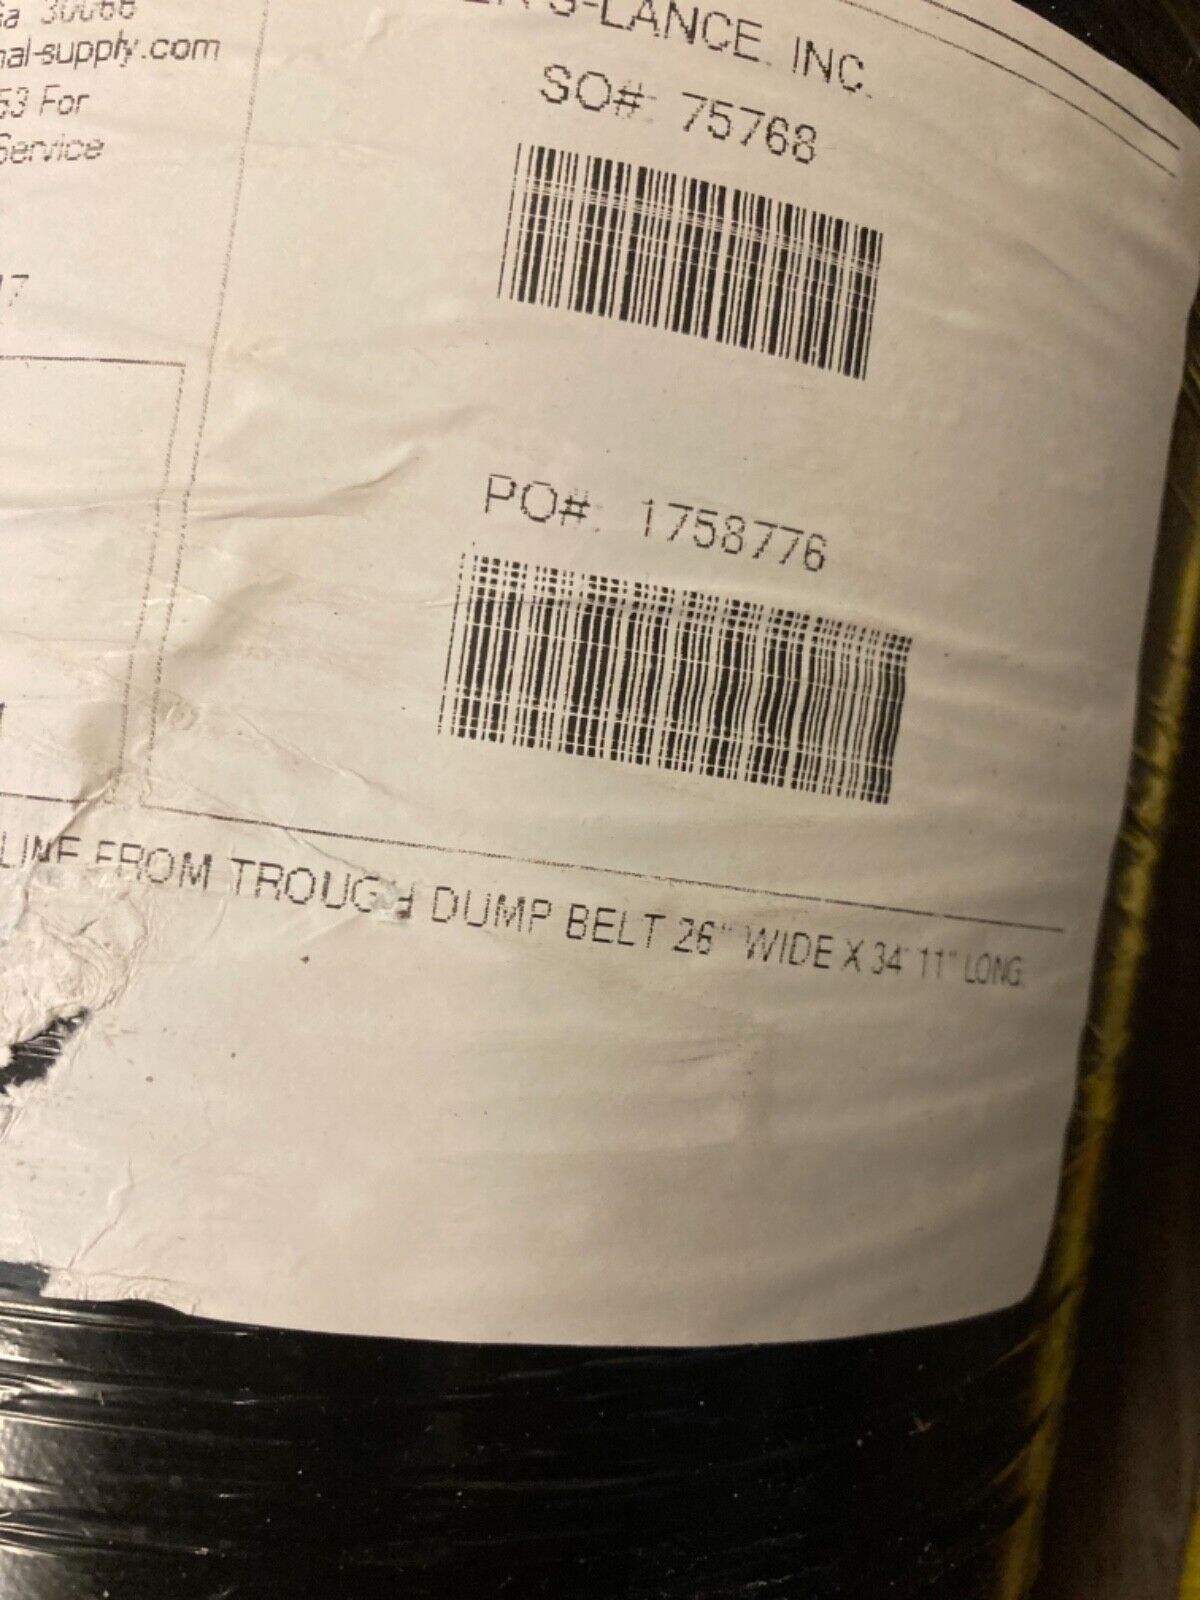 Ga 30066
nal-supply.com
53 For
Service
17
S-LANCE, INC.
SO#: 75768
PO#: 1758776
LINE FROM TROUGH DUMP BELT 26" WIDE X 34' 11" LONG.